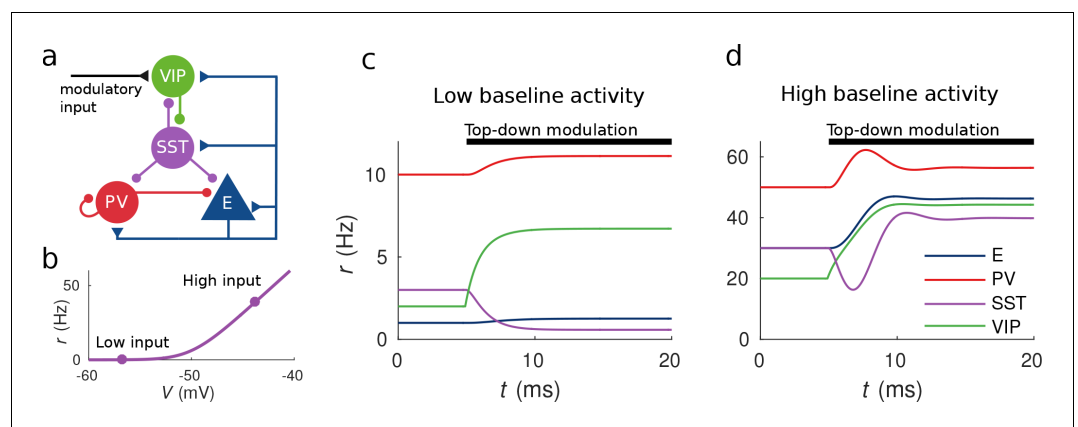 a
VIP
modulatory
input
SST
PV
E
b
r (Hz)
50
0
High input
Low input
-60
-50
-40
V (mV)
c
Low baseline activity
Top-down modulation
r (Hz)
10
5
0
0
10
20
t (ms)
d
High baseline activity
Top-down modulation
60
40
20
0
E
PV
SST
VIP
0
10
20
t (ms)